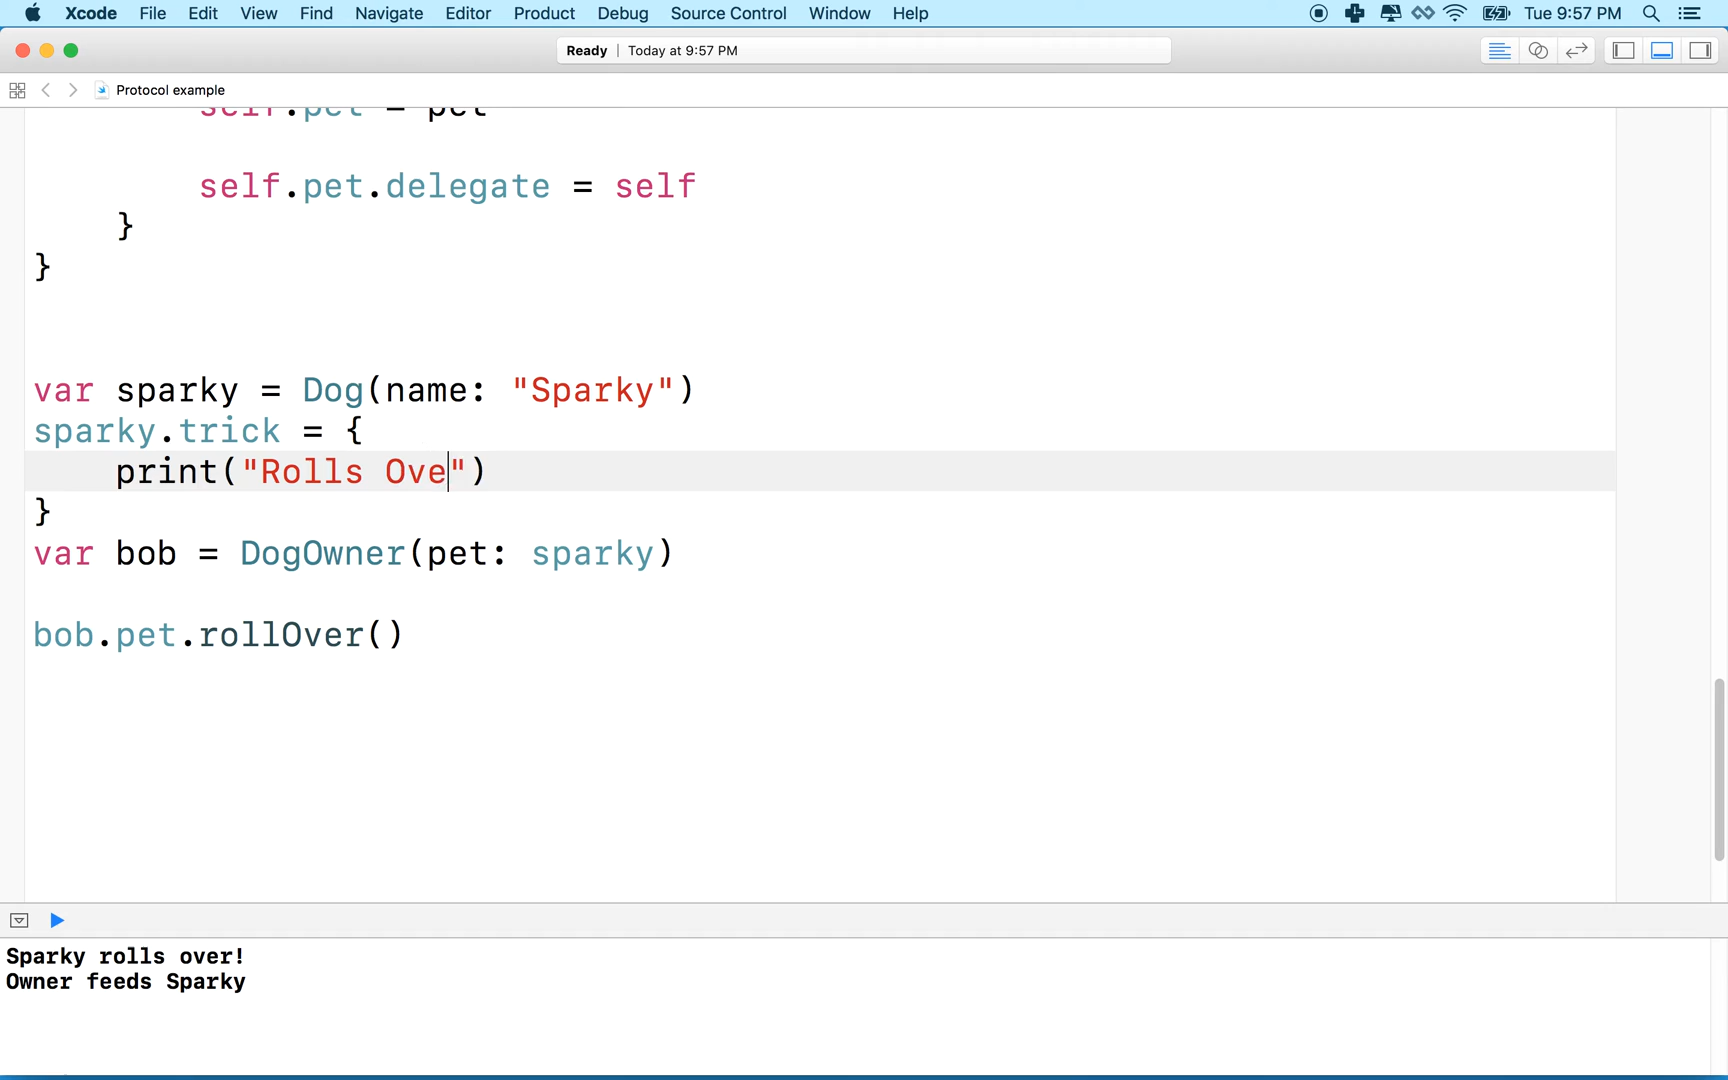 Xcode File Edit View Find Navigate Editor Product Debug Source Control Window Help Tue 9:57 PM
Ready | Today at 9:57 PM
Protocol example
self.pet = pet
self.pet.delegate = self
}
}
var sparky = Dog(name: "Sparky")
sparky.trick = {
print("Rolls Ove")
}
var bob = DogOwner(pet: sparky)
bob.pet.rollOver()
Sparky rolls over!
Owner feeds Sparky